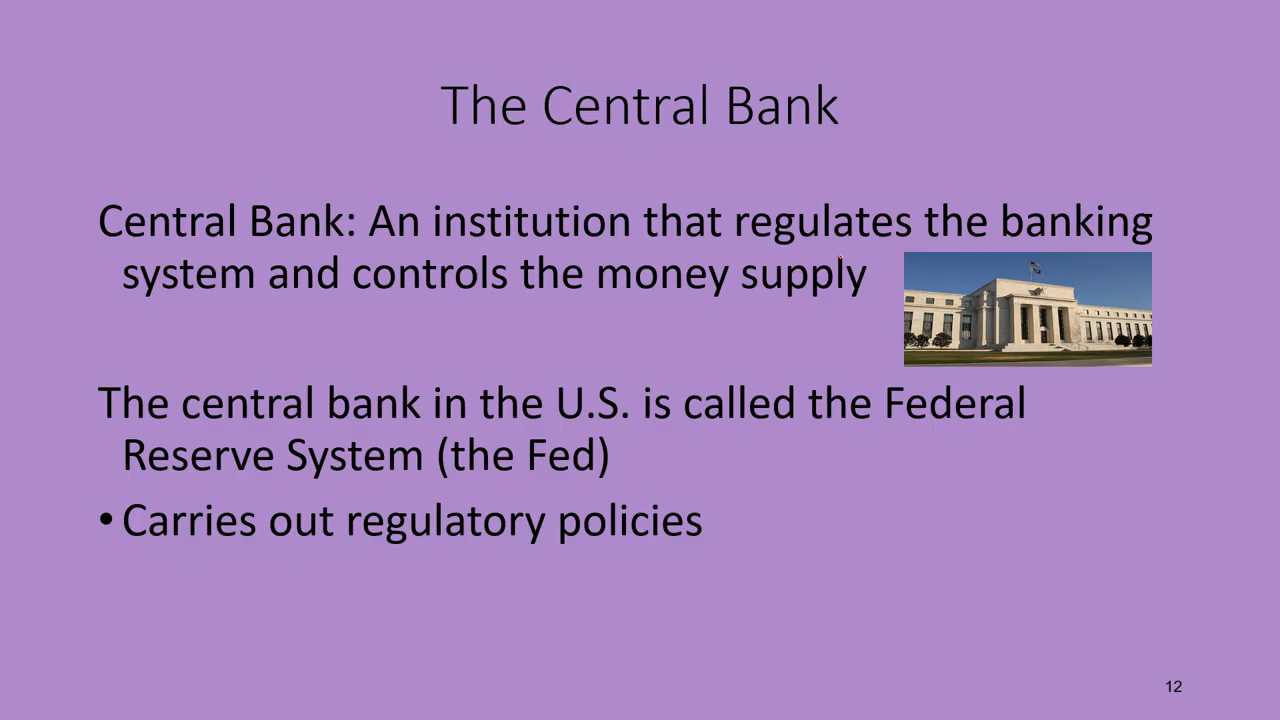 The Central Bank
Central Bank: An institution that regulates the banking
system and controls the money supply
The central bank in the U.S. is called the Federal
Reserve System (the Fed)
• Carries out regulatory policies
12